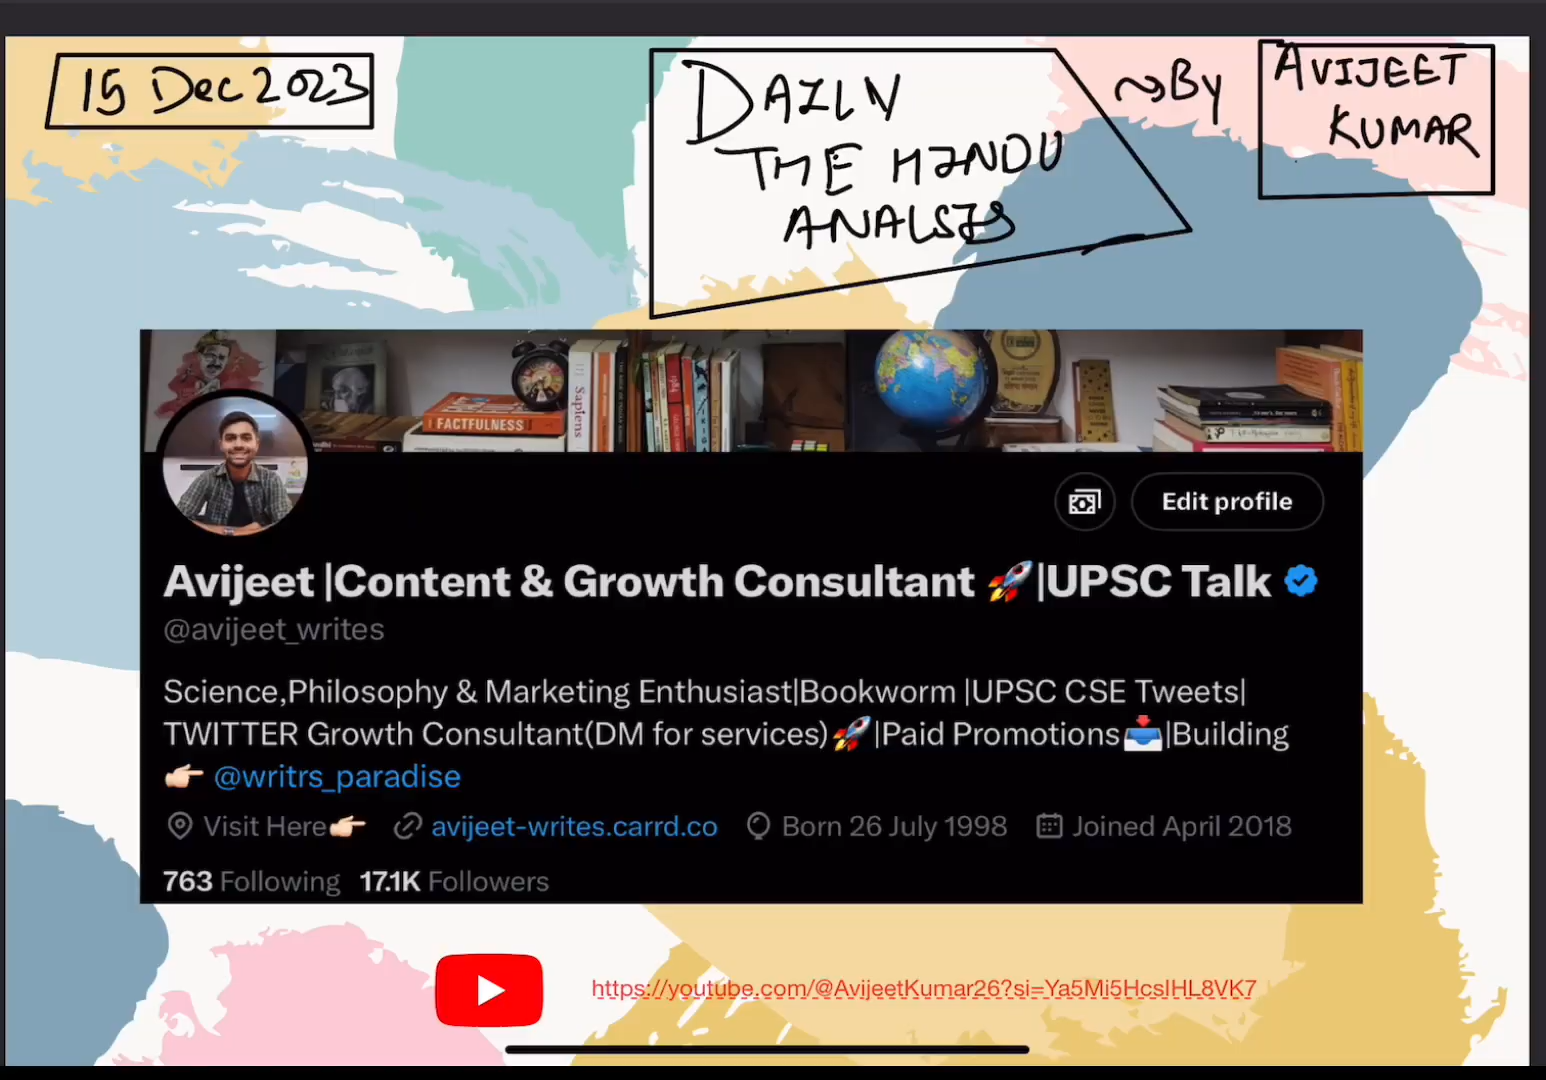 15 Dec 2023
DAILY
THE HINDU
ANALSIS
By
AVIJEET
KUMAR
Sapiens
FACTFULNESS
Edit profile
Avijeet |Content & Growth Consultant 🚀|UPSC Talk
@avijeet_writes
Science,Philosophy & Marketing Enthusiast|Bookworm |UPSC CSE Tweets|
TWITTER Growth Consultant(DM for services)🚀|Paid Promotions📥|Building
👉🏻 @writrs_paradise
Visit Here👉🏻 avijeet-writes.carrd.co Born 26 July 1998 Joined April 2018
763 Following 17.1K Followers
https://youtube.com/@AvijeetKumar26?si=Ya5Mi5HcsIHL8VK7